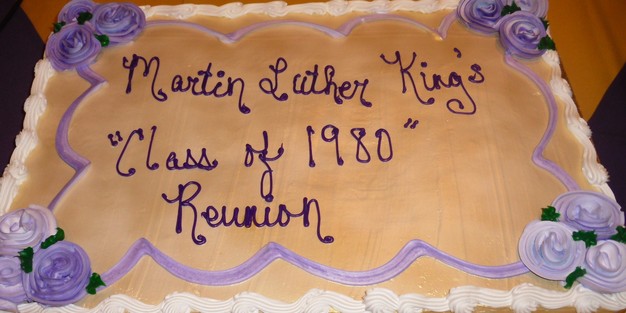 Martin Luther King's
"Class of 1980"
Reunion